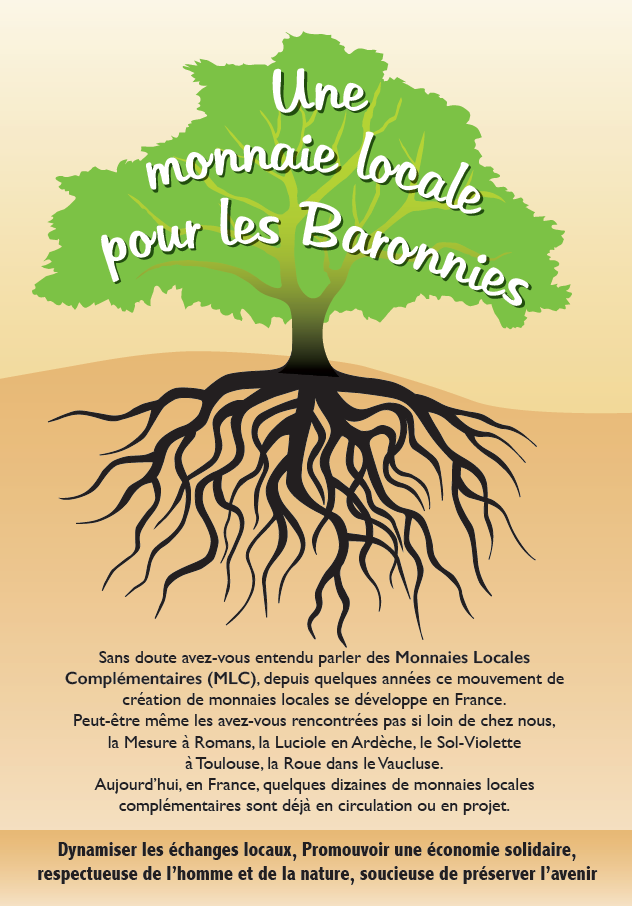 Une
monnaie locale
pour les Baronnies
Sans doute avez-vous entendu parler des Monnaies Locales
Complémentaires (MLC), depuis quelques années ce mouvement de
création de monnaies locales se développe en France.
Peut-être même les avez-vous rencontrées pas si loin de chez nous,
la Mesure à Romans, la Luciole en Ardèche, le Sol-Violette
à Toulouse, la Roue dans le Vaucluse.
Aujourd’hui, en France, quelques dizaines de monnaies locales
complémentaires sont déjà en circulation ou en projet.
Dynamiser les échanges locaux, Promouvoir une économie solidaire,
respectueuse de l’homme et de la nature, soucieuse de préserver l’avenir